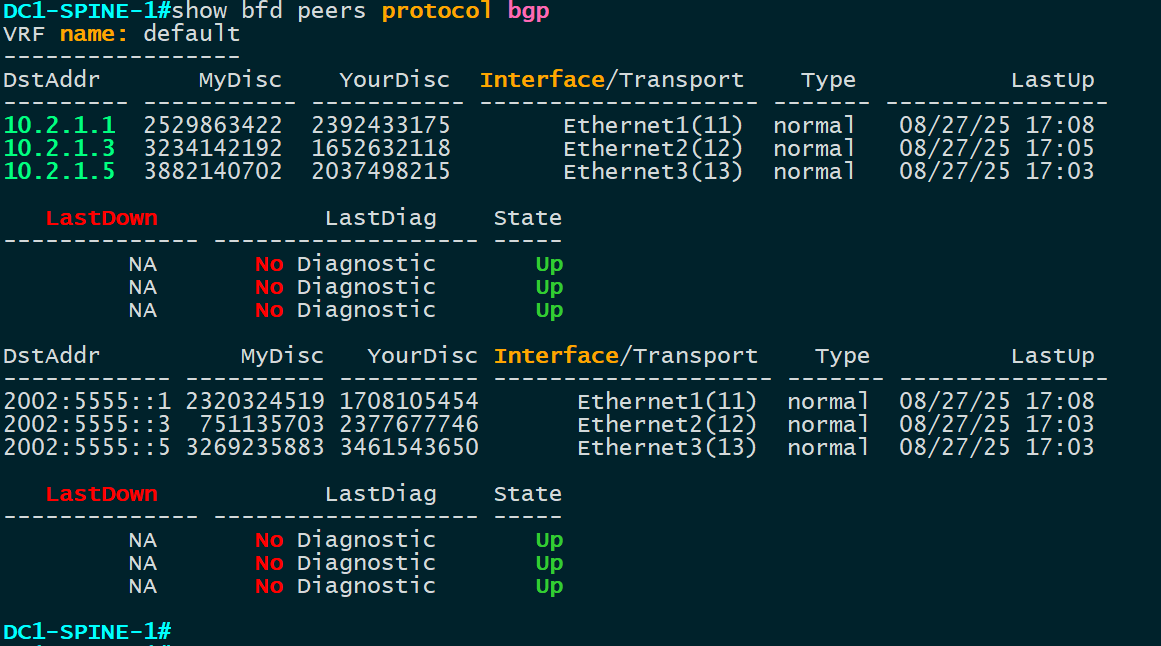 DC1-SPINE-1#show bfd peers protocol bgp
VRF name: default
-----------------
DstAddr       MyDisc    YourDisc  Interface/Transport    Type           LastUp
--------- ----------- ----------- -------------------- ------- ----------------
10.2.1.1  2529863422  2392433175        Ethernet1(11)  normal   08/27/25 17:08
10.2.1.3  3234142192  1652632118        Ethernet2(12)  normal   08/27/25 17:05
10.2.1.5  3882140702  2037498215        Ethernet3(13)  normal   08/27/25 17:03
   LastDown            LastDiag    State
-------------- ------------------- -----
         NA       No Diagnostic       Up
         NA       No Diagnostic       Up
         NA       No Diagnostic       Up
DstAddr          MyDisc   YourDisc Interface/Transport    Type          LastUp
------------ ---------- ---------- -------------------- ------- ---------------
2002:5555::1 2320324519 1708105454       Ethernet1(11)  normal  08/27/25 17:08
2002:5555::3  751135703 2377677746       Ethernet2(12)  normal  08/27/25 17:03
2002:5555::5 3269235883 3461543650       Ethernet3(13)  normal  08/27/25 17:03
   LastDown            LastDiag    State
-------------- ------------------- -----
         NA       No Diagnostic       Up
         NA       No Diagnostic       Up
         NA       No Diagnostic       Up
DC1-SPINE-1#